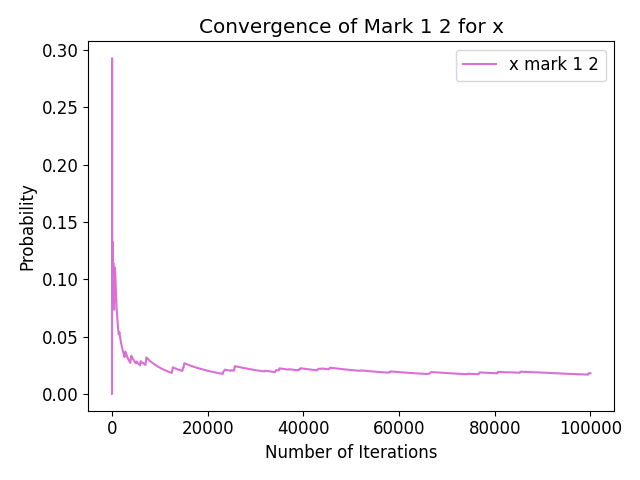 Convergence of Mark 1 2 for x
x mark 1 2
0.30
0.25
0.20
0.15
0.10
0.05
0.00
Probability
0 20000 40000 60000 80000 100000
Number of Iterations